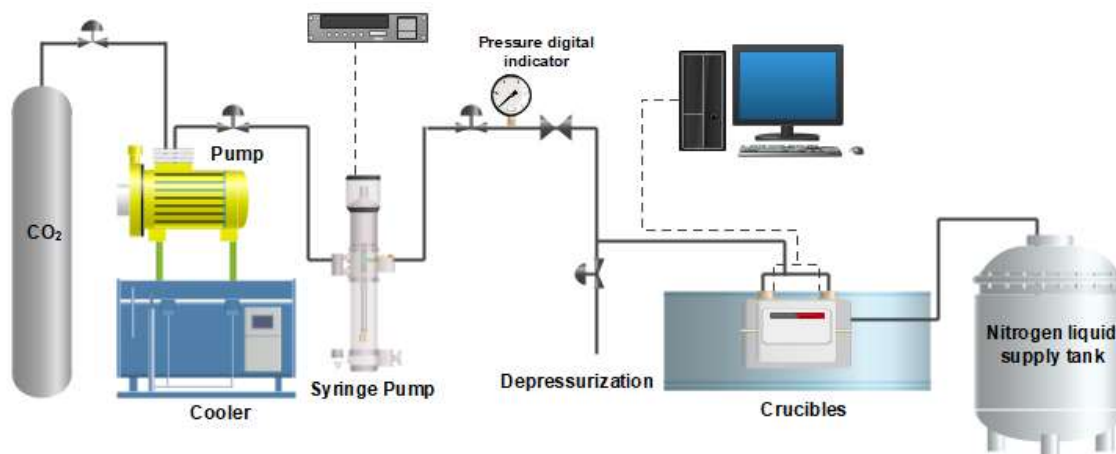 Pressure digital
indicator
Pump
CO₂
Nitrogen liquid
supply tank
Depressurization
Syringe Pump
Cooler
Crucibles